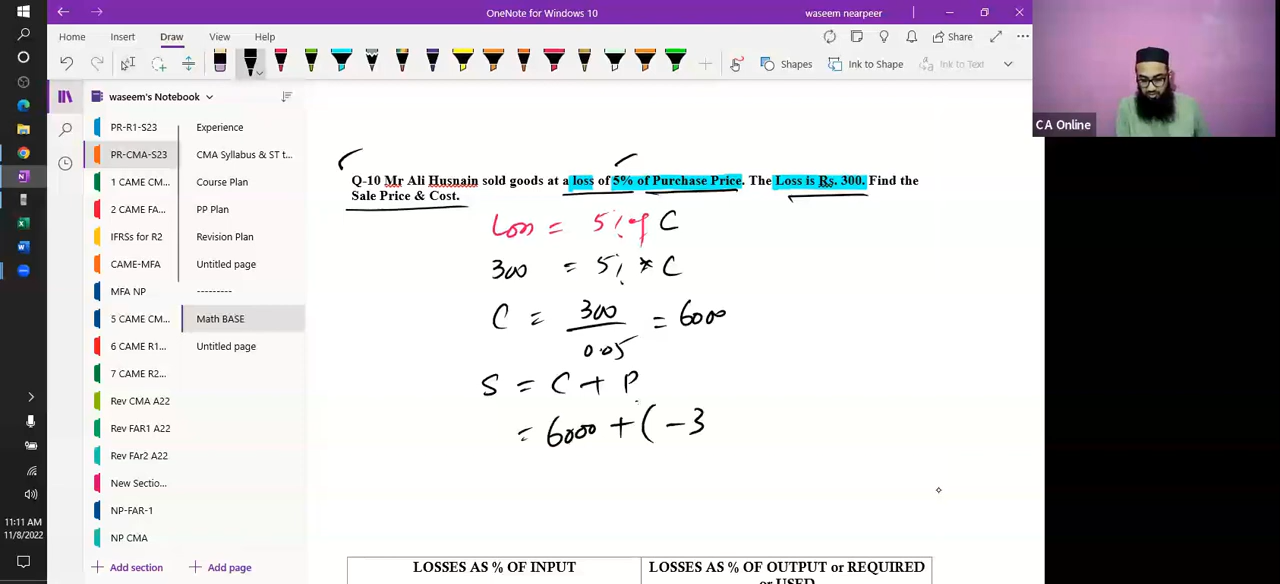 OneNote for Windows 10
waseem nearpeer
Home Insert Draw View Help
Share
Shapes
Ink to Shape
Ink to Text
waseem's Notebook
PR-R1-S23
PR-CMA-S23
1 CAME CM...
2 CAME FA...
IFRSs for R2
CAME-MFA
MFA NP
5 CAME CM...
6 CAME R1...
7 CAME R2...
Rev CMA A22
Rev FAR1 A22
Rev FAr2 A22
New Sectio...
NP-FAR-1
NP CMA
Add section
Experience
CMA Syllabus & ST t...
Course Plan
PP Plan
Revision Plan
Untitled page
---------
Math BASE
Untitled page
Add page
Q-10 Mr Ali Husnain sold goods at a loss of 5% of Purchase Price. The Loss is Rs. 300. Find the
Sale Price & Cost.
Loss = 5% of C
300 = 5% * C
C = 300 / 0.05 = 6000
S = C + P
= 6000 + ( - 3
LOSSES AS % OF INPUT
LOSSES AS % OF OUTPUT or REQUIRED
or USED
CA Online
11:11 AM
11/8/2022